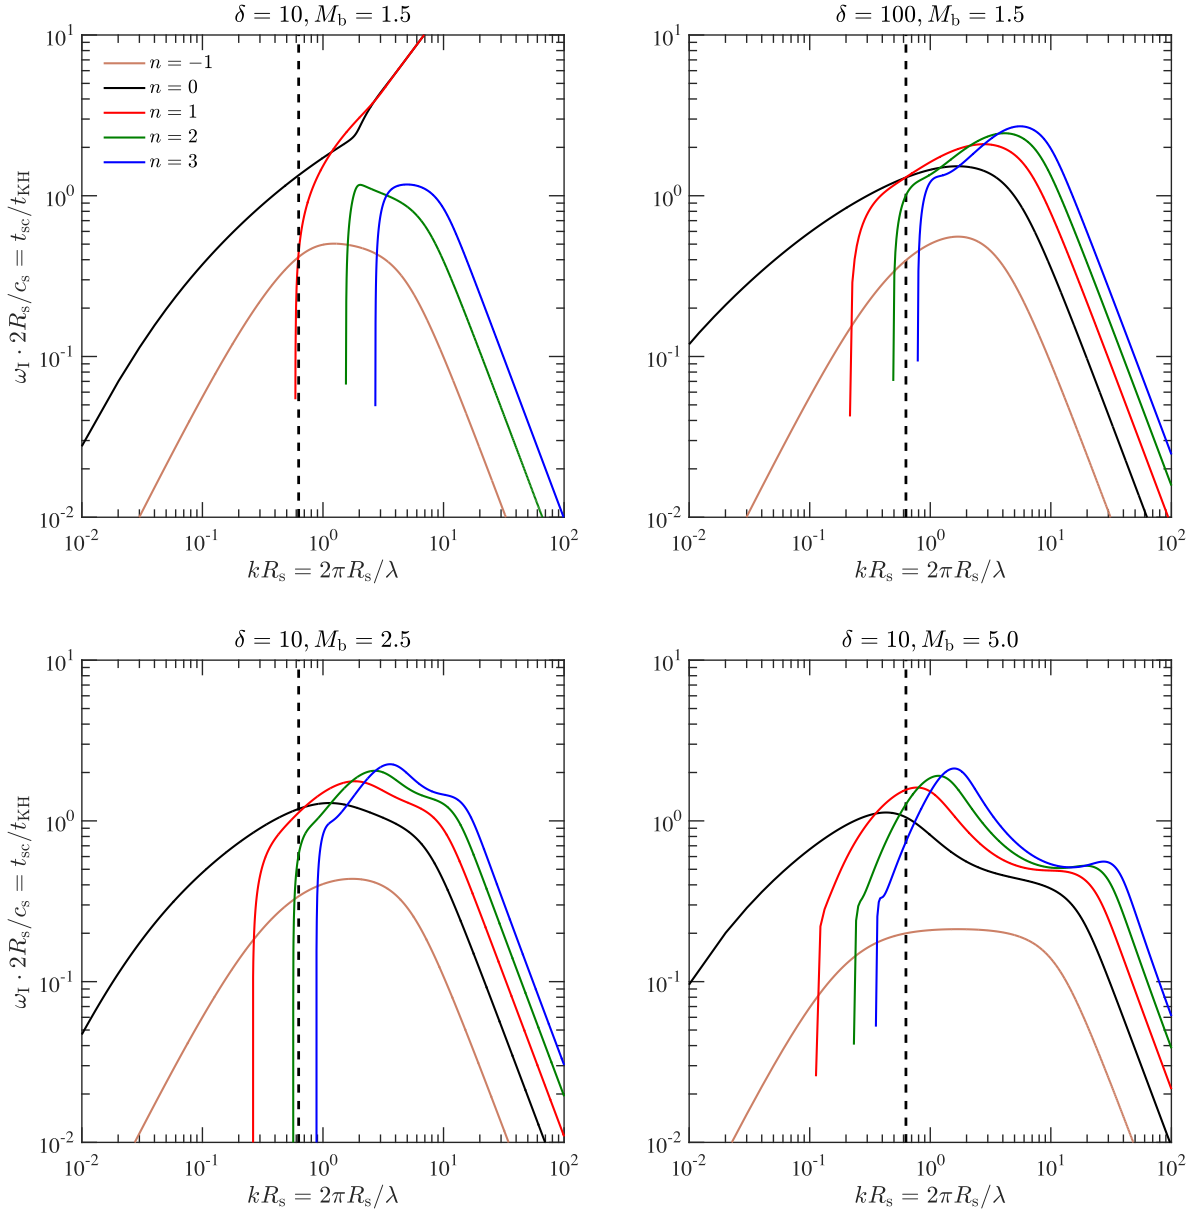 δ = 10, M_b = 1.5
10^1
10^0
10^-1
10^-2
ω_I · 2R_s/c_s = t_sc/t_KH
n = −1
n = 0
n = 1
n = 2
n = 3
10^-2 10^-1 10^0 10^1 10^2
kR_s = 2πR_s/λ
δ = 100, M_b = 1.5
10^1
10^0
10^-1
10^-2
10^-2 10^-1 10^0 10^1 10^2
kR_s = 2πR_s/λ
δ = 10, M_b = 2.5
10^1
10^0
10^-1
10^-2
ω_I · 2R_s/c_s = t_sc/t_KH
10^-2 10^-1 10^0 10^1 10^2
kR_s = 2πR_s/λ
δ = 10, M_b = 5.0
10^1
10^0
10^-1
10^-2
10^-2 10^-1 10^0 10^1 10^2
kR_s = 2πR_s/λ